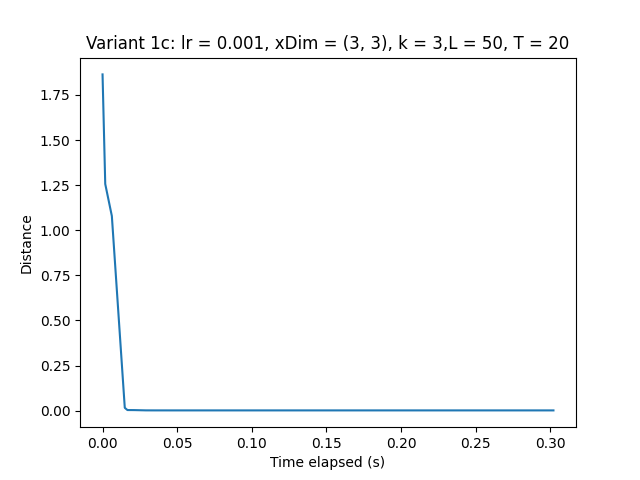 Variant 1c: lr = 0.001, xDim = (3, 3), k = 3,L = 50, T = 20
1.75
1.50
1.25
1.00
0.75
0.50
0.25
0.00
Distance
0.00 0.05 0.10 0.15 0.20 0.25 0.30
Time elapsed (s)